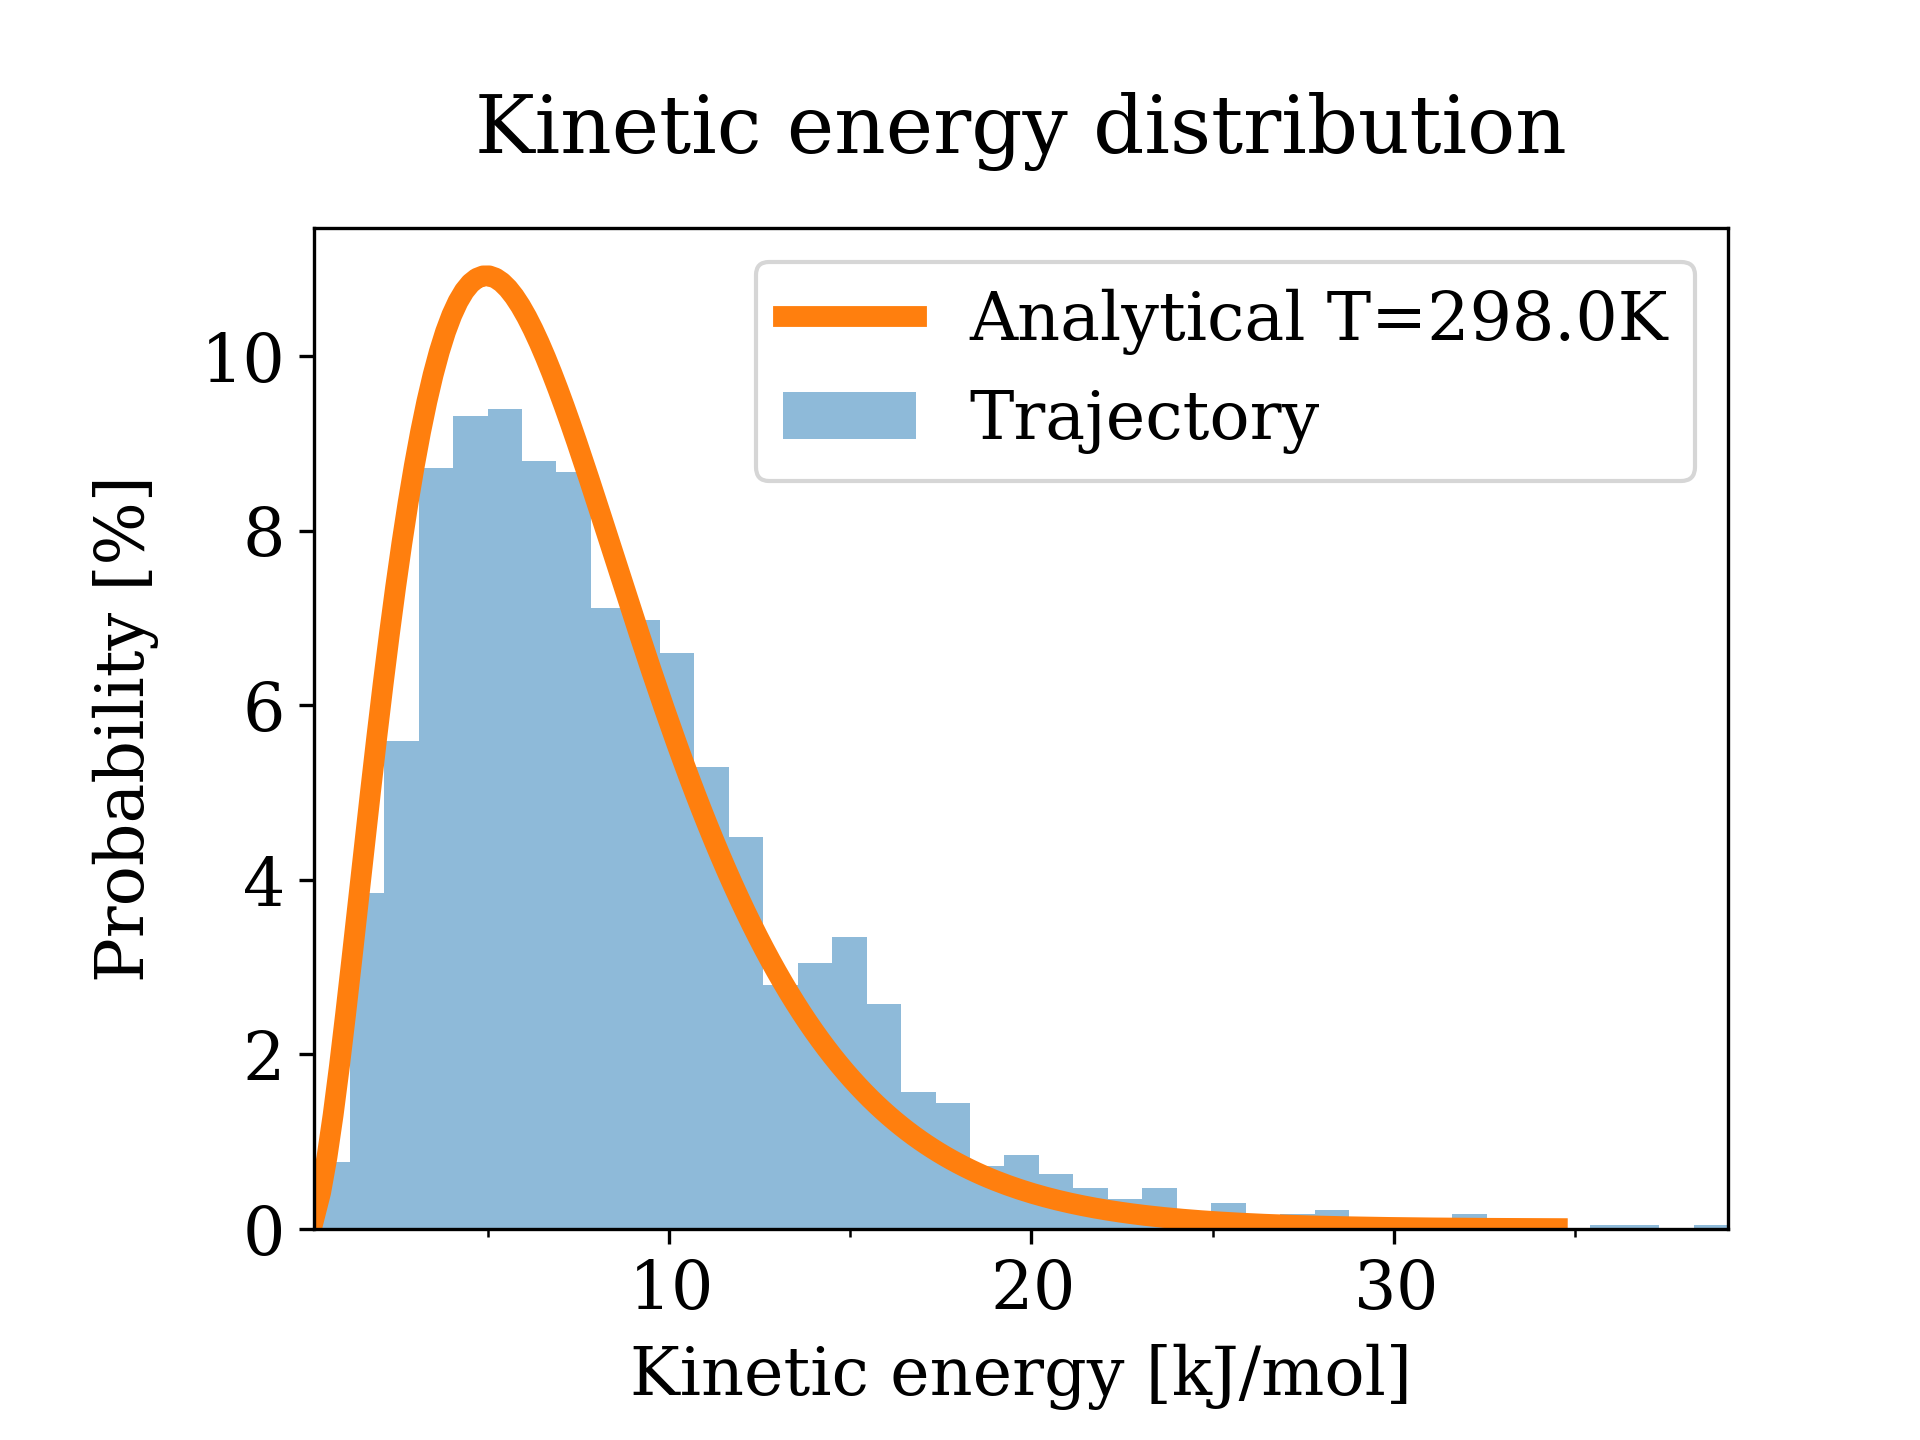 Kinetic energy distribution
Analytical T=298.0K
Trajectory
Probability [%]
10
8
6
4
2
0
10 20 30
Kinetic energy [kJ/mol]